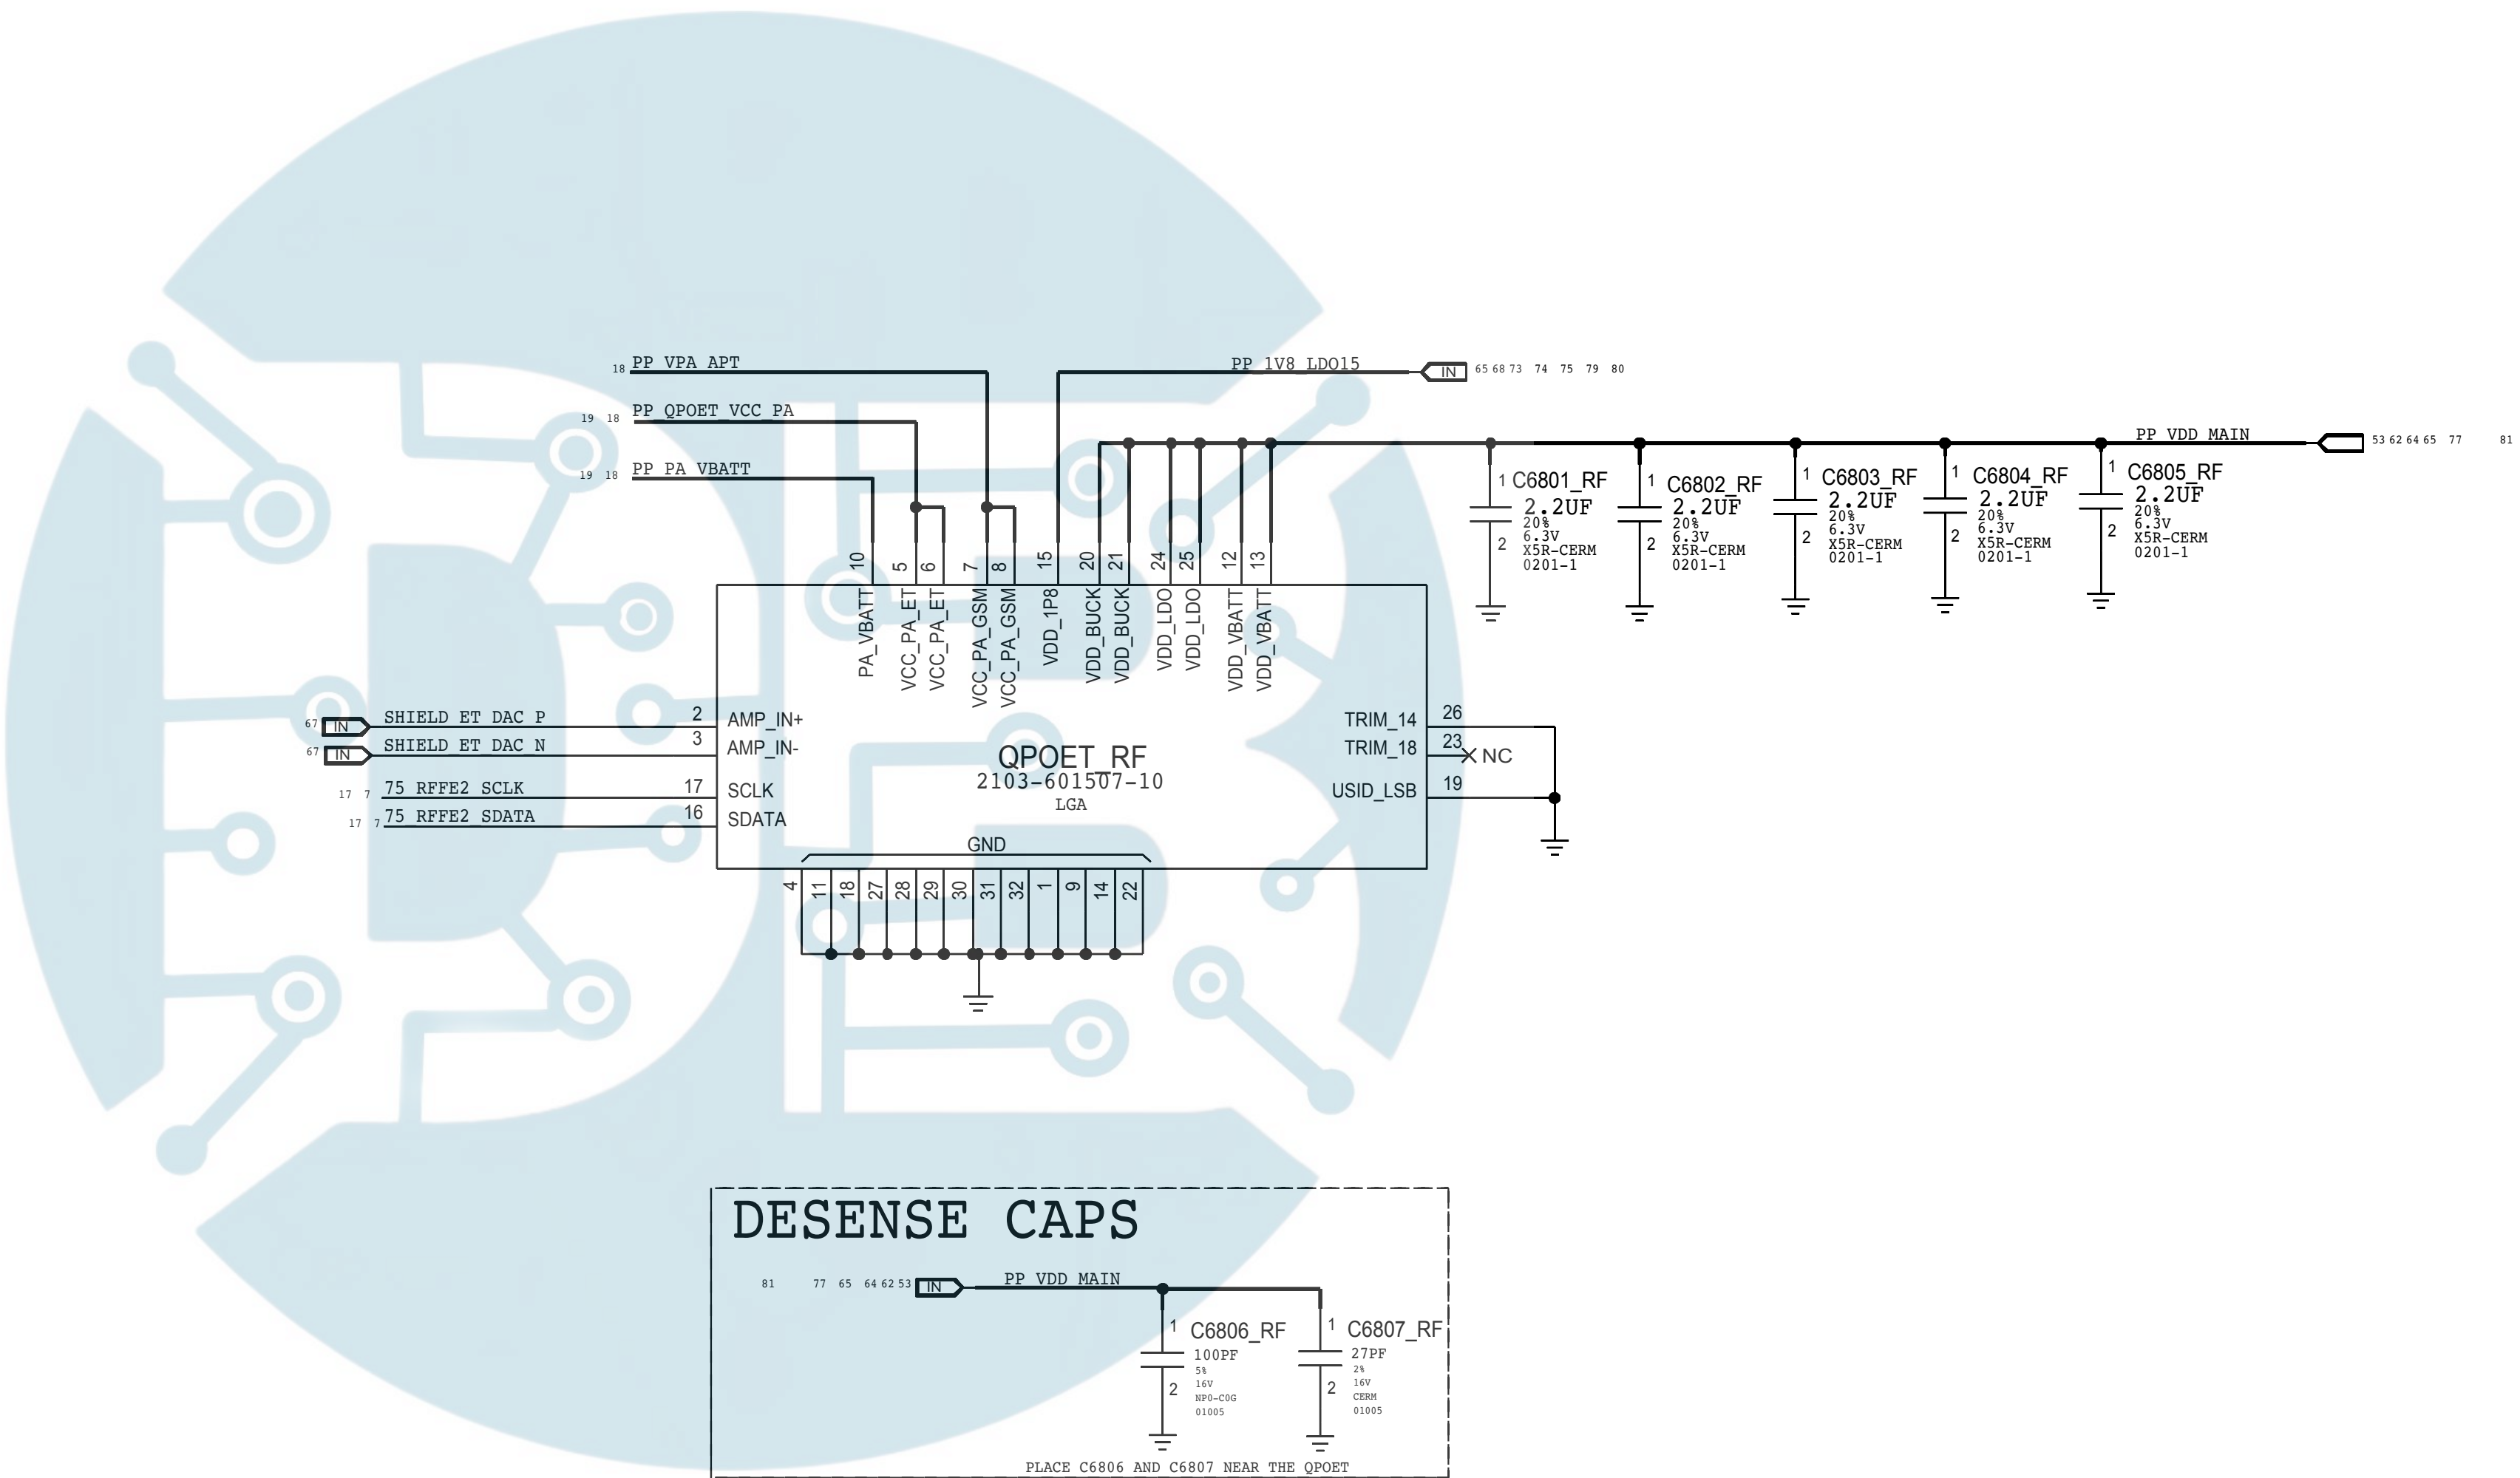 18 PP_VPA_APT
PP_1V8_LDO15 IN 65 68 73 74 75 79 80
19 18 PP_QPOET_VCC_PA
PP_VDD_MAIN 53 62 64 65 77 81
19 18 PP_PA_VBATT
1 C6801_RF
2.2UF
20%
6.3V
2 X5R-CERM
0201-1
1 C6802_RF
2.2UF
20%
6.3V
2 X5R-CERM
0201-1
1 C6803_RF
2.2UF
20%
6.3V
2 X5R-CERM
0201-1
1 C6804_RF
2.2UF
20%
6.3V
2 X5R-CERM
0201-1
1 C6805_RF
2.2UF
20%
6.3V
2 X5R-CERM
0201-1
10 5 6 7 8 15 20 21 24 25 12 13
PA_VBATT
VCC_PA_ET
VCC_PA_ET
VCC_PA_GSM
VCC_PA_GSM
VDD_1P8
VDD_BUCK
VDD_BUCK
VDD_LDO
VDD_LDO
VDD_VBATT
VDD_VBATT
67 IN SHIELD_ET_DAC_P 2 AMP_IN+
67 IN SHIELD_ET_DAC_N 3 AMP_IN-
17 7 75_RFFE2_SCLK 17 SCLK
17 7 75_RFFE2_SDATA 16 SDATA
QPOET_RF
2103-601507-10
LGA
TRIM_14 26
TRIM_18 23 NC
USID_LSB 19
GND
4 11 18 27 28 29 30 31 32 1 9 14 22
DESENSE CAPS
81 77 65 64 62 53 IN PP_VDD_MAIN
1 C6806_RF
100PF
5%
16V
2 NP0-C0G
01005
1 C6807_RF
27PF
2%
16V
2 CERM
01005
PLACE C6806 AND C6807 NEAR THE QPOET